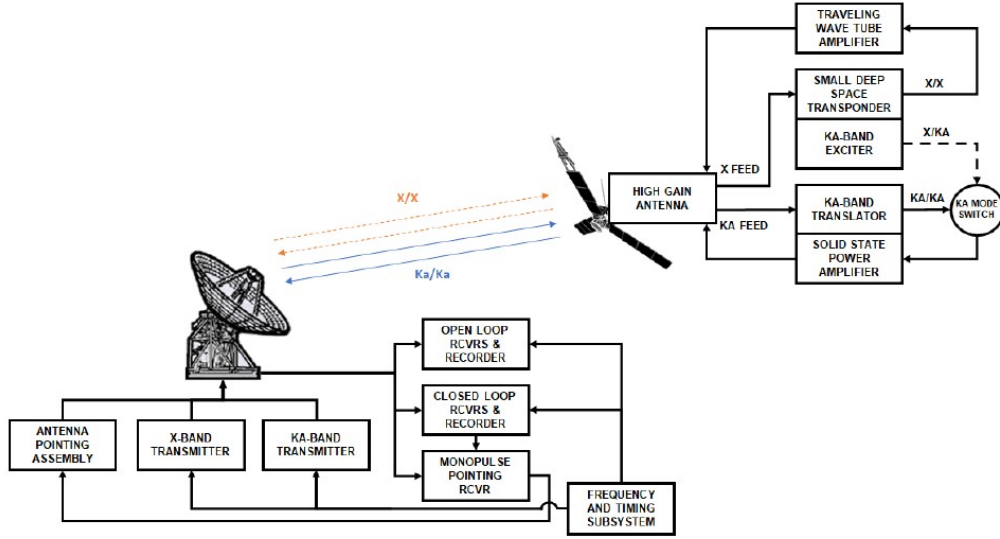 TRAVELING
WAVE TUBE
AMPLIFIER
SMALL DEEP
SPACE
TRANSPONDER
X/X
KA-BAND
EXCITER
X/KA
X FEED
HIGH GAIN
ANTENNA
KA FEED
KA-BAND
TRANSLATOR
KA/KA
KA MODE
SWITCH
SOLID STATE
POWER
AMPLIFIER
X/X
Ka/Ka
OPEN LOOP
RCVRS &
RECORDER
CLOSED LOOP
RCVRS &
RECORDER
ANTENNA
POINTING
ASSEMBLY
X-BAND
TRANSMITTER
KA-BAND
TRANSMITTER
MONOPULSE
POINTING
RCVR
FREQUENCY
AND TIMING
SUBSYSTEM